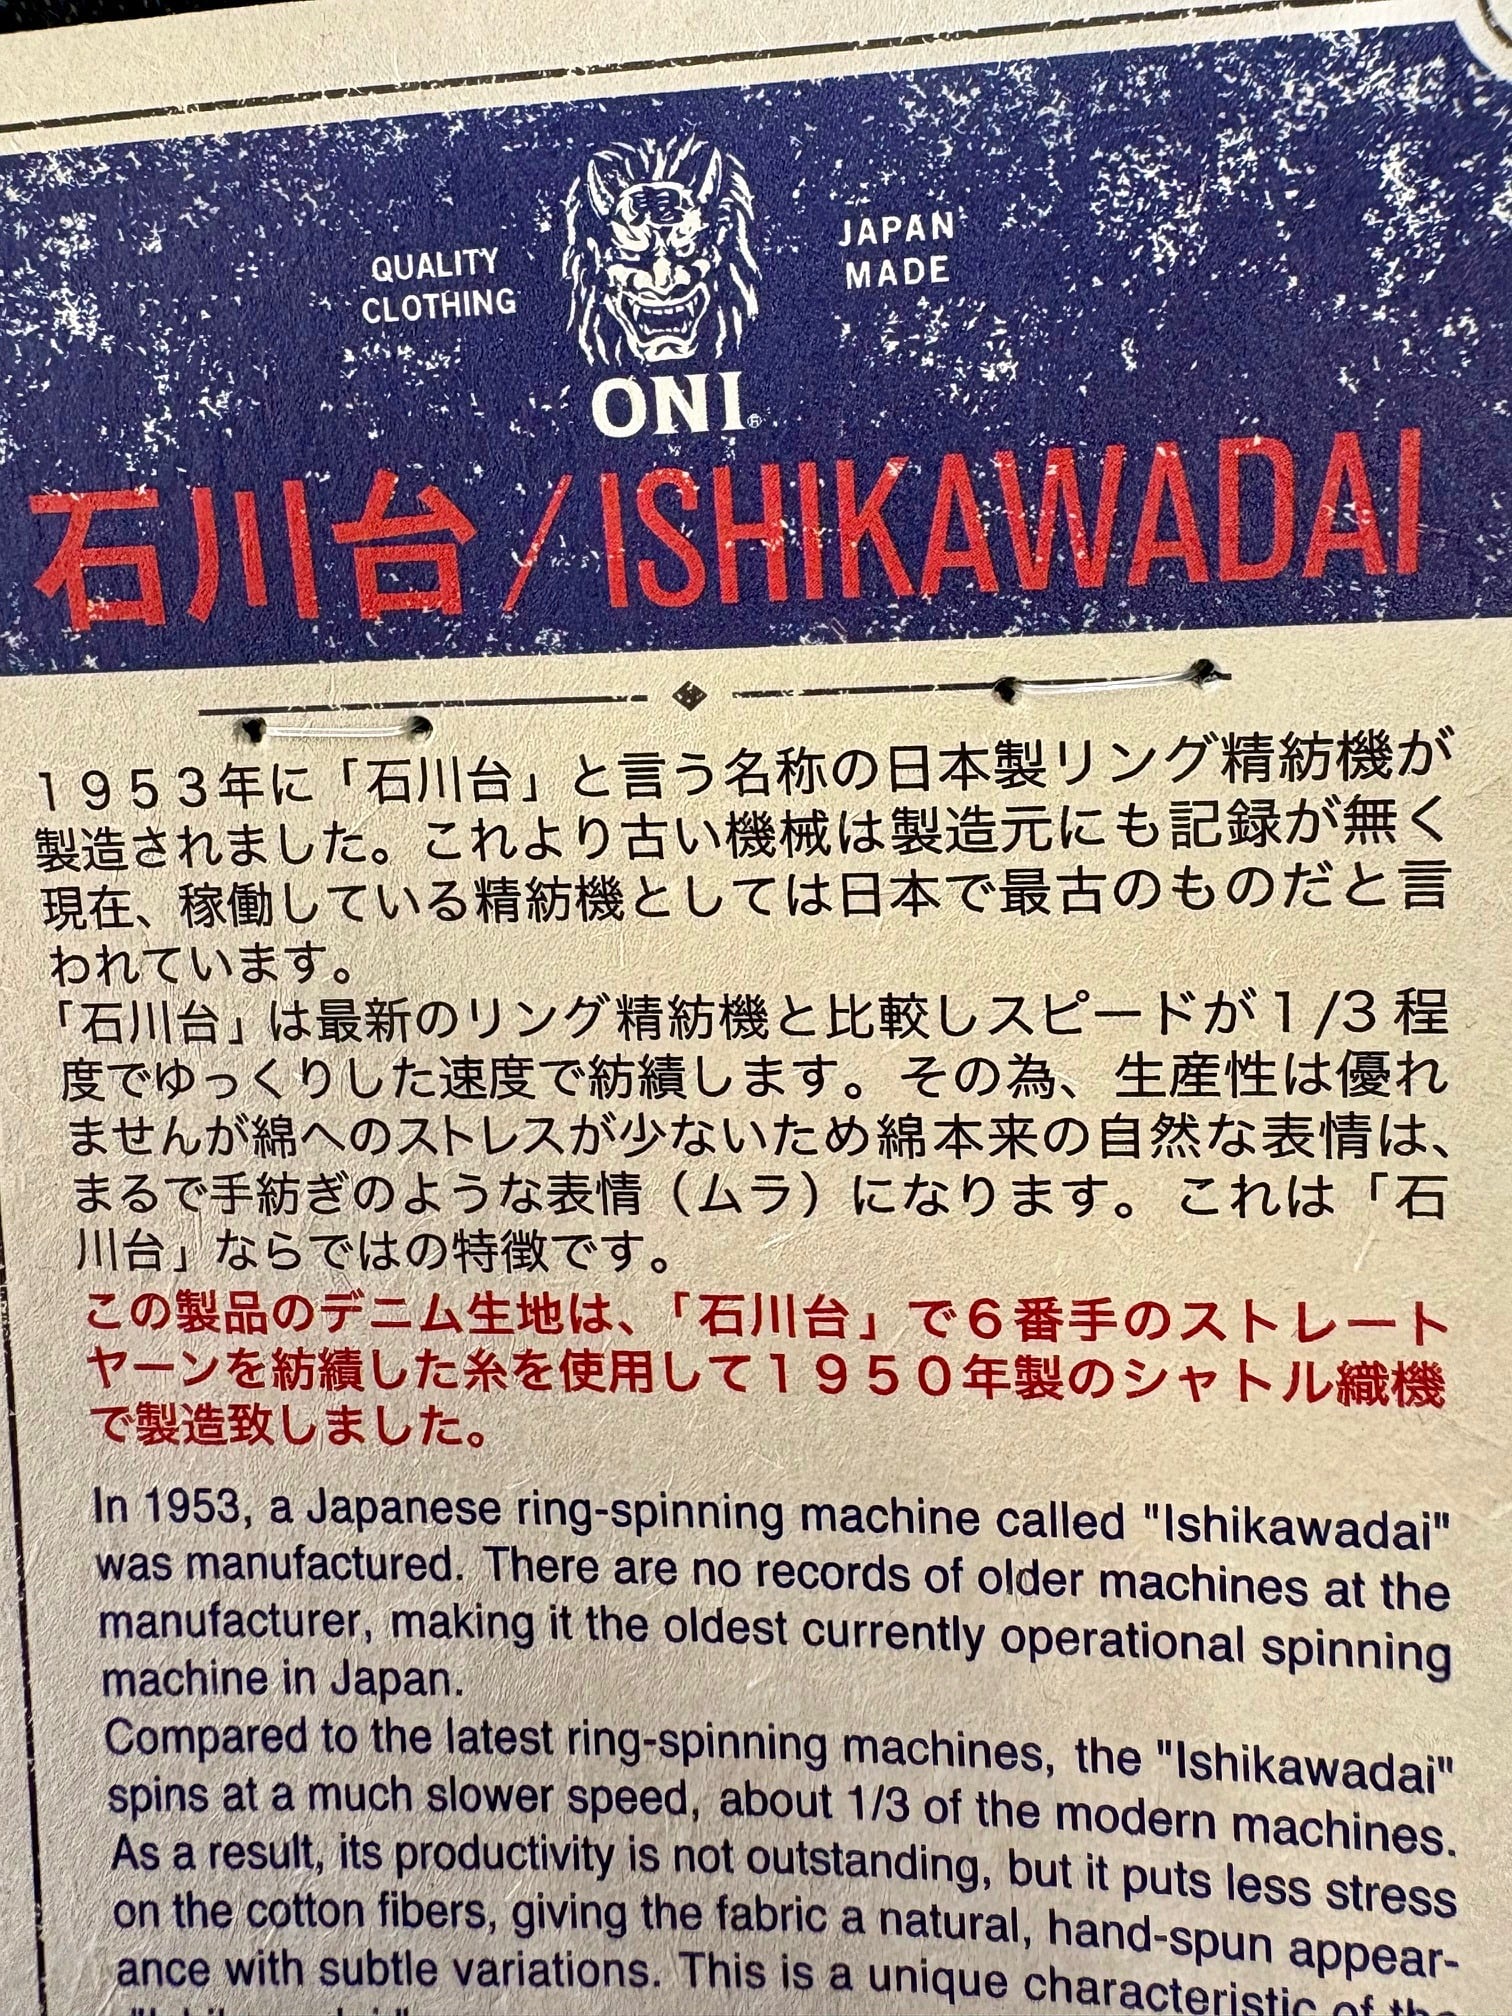 QUALITY
CLOTHING
JAPAN
MADE
ONI®
石川台/ISHIKAWADAI
1953年に「石川台」と言う名称の日本製リング精紡機が
製造されました。これより古い機械は製造元にも記録が無く
現在、稼働している精紡機としては日本で最古のものだと言
われています。
「石川台」は最新のリング精紡機と比較しスピードが1/3程
度でゆっくりした速度で紡績します。その為、生産性は優れ
ませんが綿へのストレスが少ないため綿本来の自然な表情は、
まるで手紡ぎのような表情（ムラ）になります。これは「石
川台」ならではの特徴です。
この製品のデニム生地は、「石川台」で6番手のストレート
ヤーンを紡績した糸を使用して1950年製のシャトル織機
で製造致しました。
In 1953, a Japanese ring-spinning machine called "Ishikawadai"
was manufactured. There are no records of older machines at the
manufacturer, making it the oldest currently operational spinning
machine in Japan.
Compared to the latest ring-spinning machines, the "Ishikawadai"
spins at a much slower speed, about 1/3 of the modern machines.
As a result, its productivity is not outstanding, but it puts less stress
on the cotton fibers, giving the fabric a natural, hand-spun appear-
ance with subtle variations. This is a unique characteristic of the